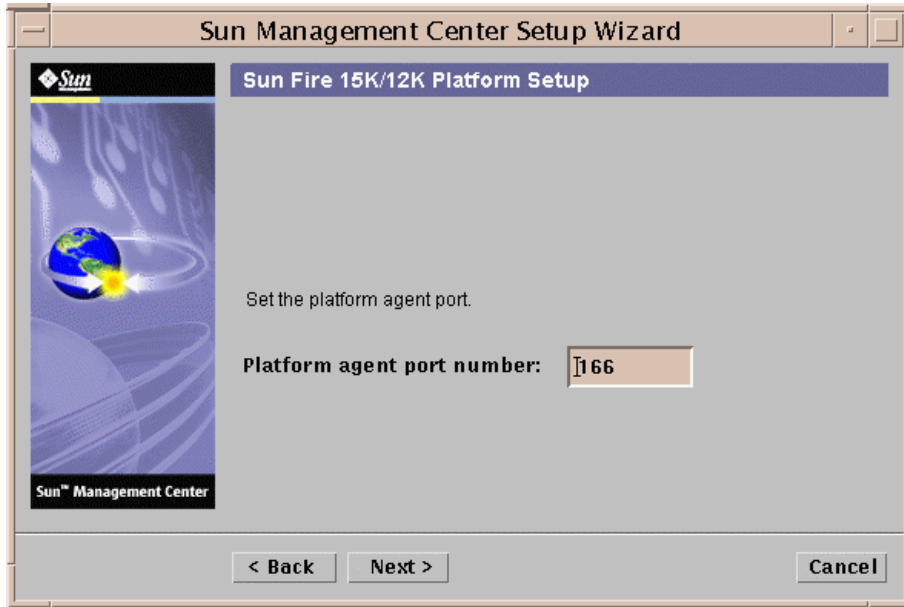 Sun Management Center Setup Wizard
Sun
Sun Fire 15K/12K Platform Setup
Set the platform agent port.
Platform agent port number: 166
Sun™ Management Center
< Back Next > Cancel